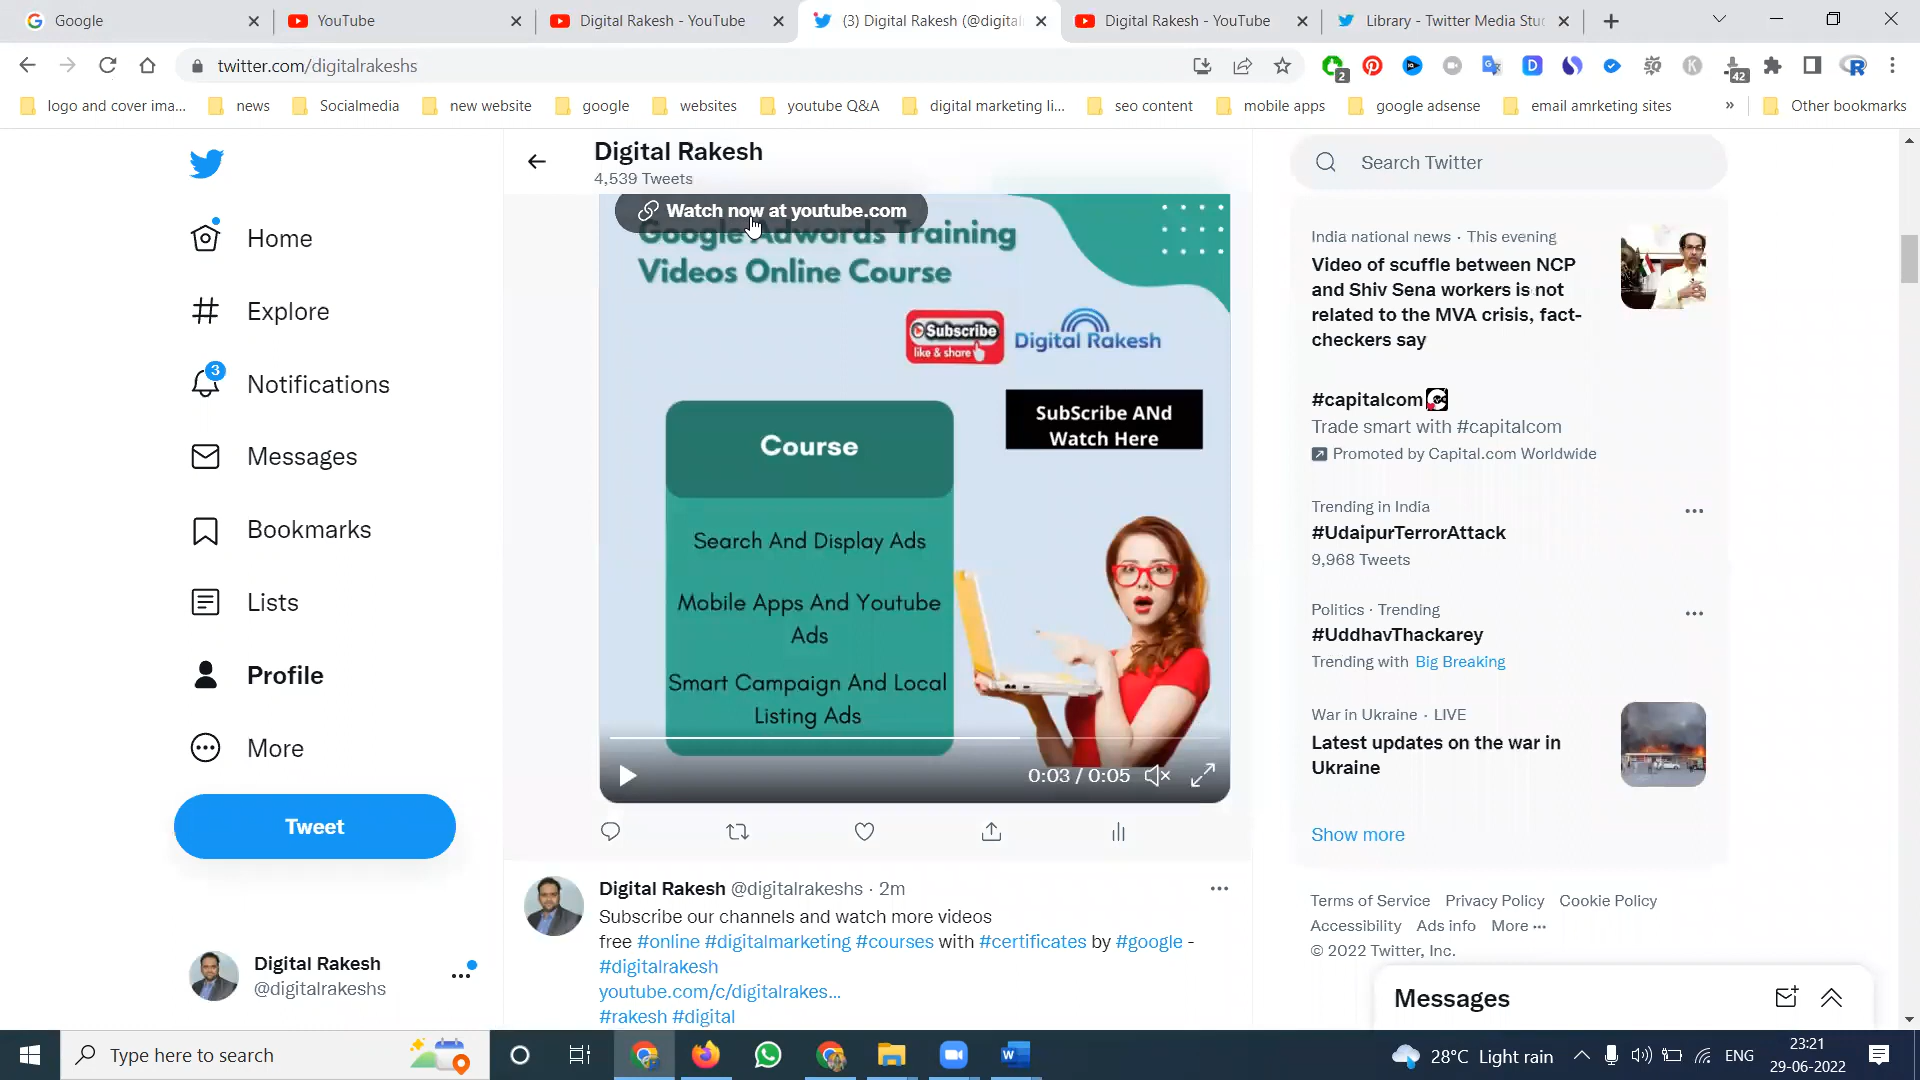 Google
YouTube
Digital Rakesh - YouTube
(3) Digital Rakesh (@digital
Digital Rakesh - YouTube
Library - Twitter Media Stu
twitter.com/digitalrakeshs
2
42
logo and cover ima...
news
Socialmedia
new website
google
websites
youtube Q&A
digital marketing li...
seo content
mobile apps
google adsense
email amrketing sites
»
Other bookmarks
Home
Explore
3
Notifications
Messages
Bookmarks
Lists
Profile
More
Tweet
Digital Rakesh
@digitalrakeshs
Digital Rakesh
4,539 Tweets
Watch now at youtube.com
Google Adwords Training
Videos Online Course
Subscribe
like & share
Digital Rakesh
SubScribe ANd
Watch Here
Course
Search And Display Ads
Mobile Apps And Youtube
Ads
Smart Campaign And Local
Listing Ads
0:03 / 0:05
Digital Rakesh @digitalrakeshs · 2m
Subscribe our channels and watch more videos
free #online #digitalmarketing #courses with #certificates by #google -
#digitalrakesh
youtube.com/c/digitalrakes...
#rakesh #digital
Search Twitter
India national news · This evening
Video of scuffle between NCP
and Shiv Sena workers is not
related to the MVA crisis, fact-
checkers say
#capitalcom
Trade smart with #capitalcom
Promoted by Capital.com Worldwide
Trending in India
#UdaipurTerrorAttack
9,968 Tweets
Politics · Trending
#UddhavThackarey
Trending with Big Breaking
War in Ukraine · LIVE
Latest updates on the war in
Ukraine
Show more
Terms of Service Privacy Policy Cookie Policy
Accessibility Ads info More ···
© 2022 Twitter, Inc.
Messages
Type here to search
28°C Light rain
ENG
23:21
29-06-2022